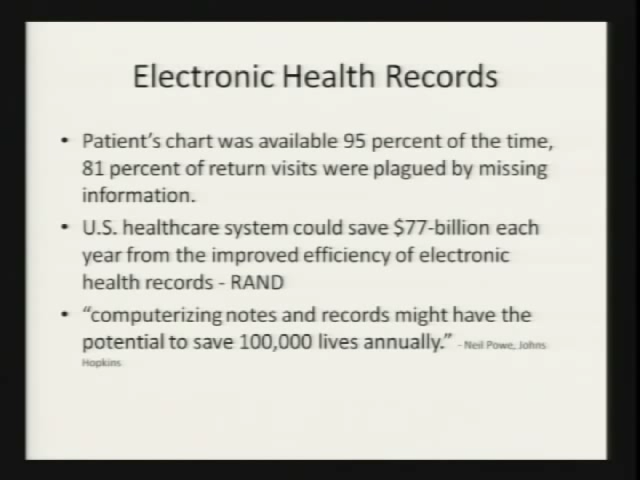 Electronic Health Records
• Patient's chart was available 95 percent of the time,
81 percent of return visits were plagued by missing
information.
• U.S. healthcare system could save $77-billion each
year from the improved efficiency of electronic
health records - RAND
• “computerizing notes and records might have the
potential to save 100,000 lives annually.” - Neil Powe, Johns
Hopkins